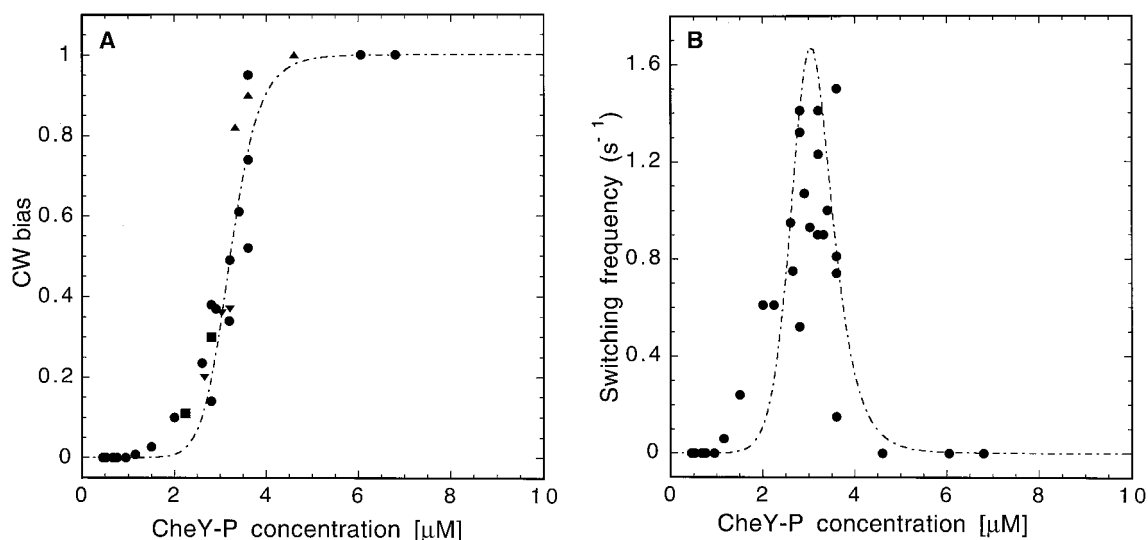 A
CW bias
1
0.8
0.6
0.4
0.2
0
0 2 4 6 8 10
CheY-P concentration [μM]
B
Switching frequency (s⁻¹)
1.6
1.2
0.8
0.4
0
0 2 4 6 8 10
CheY-P concentration [μM]